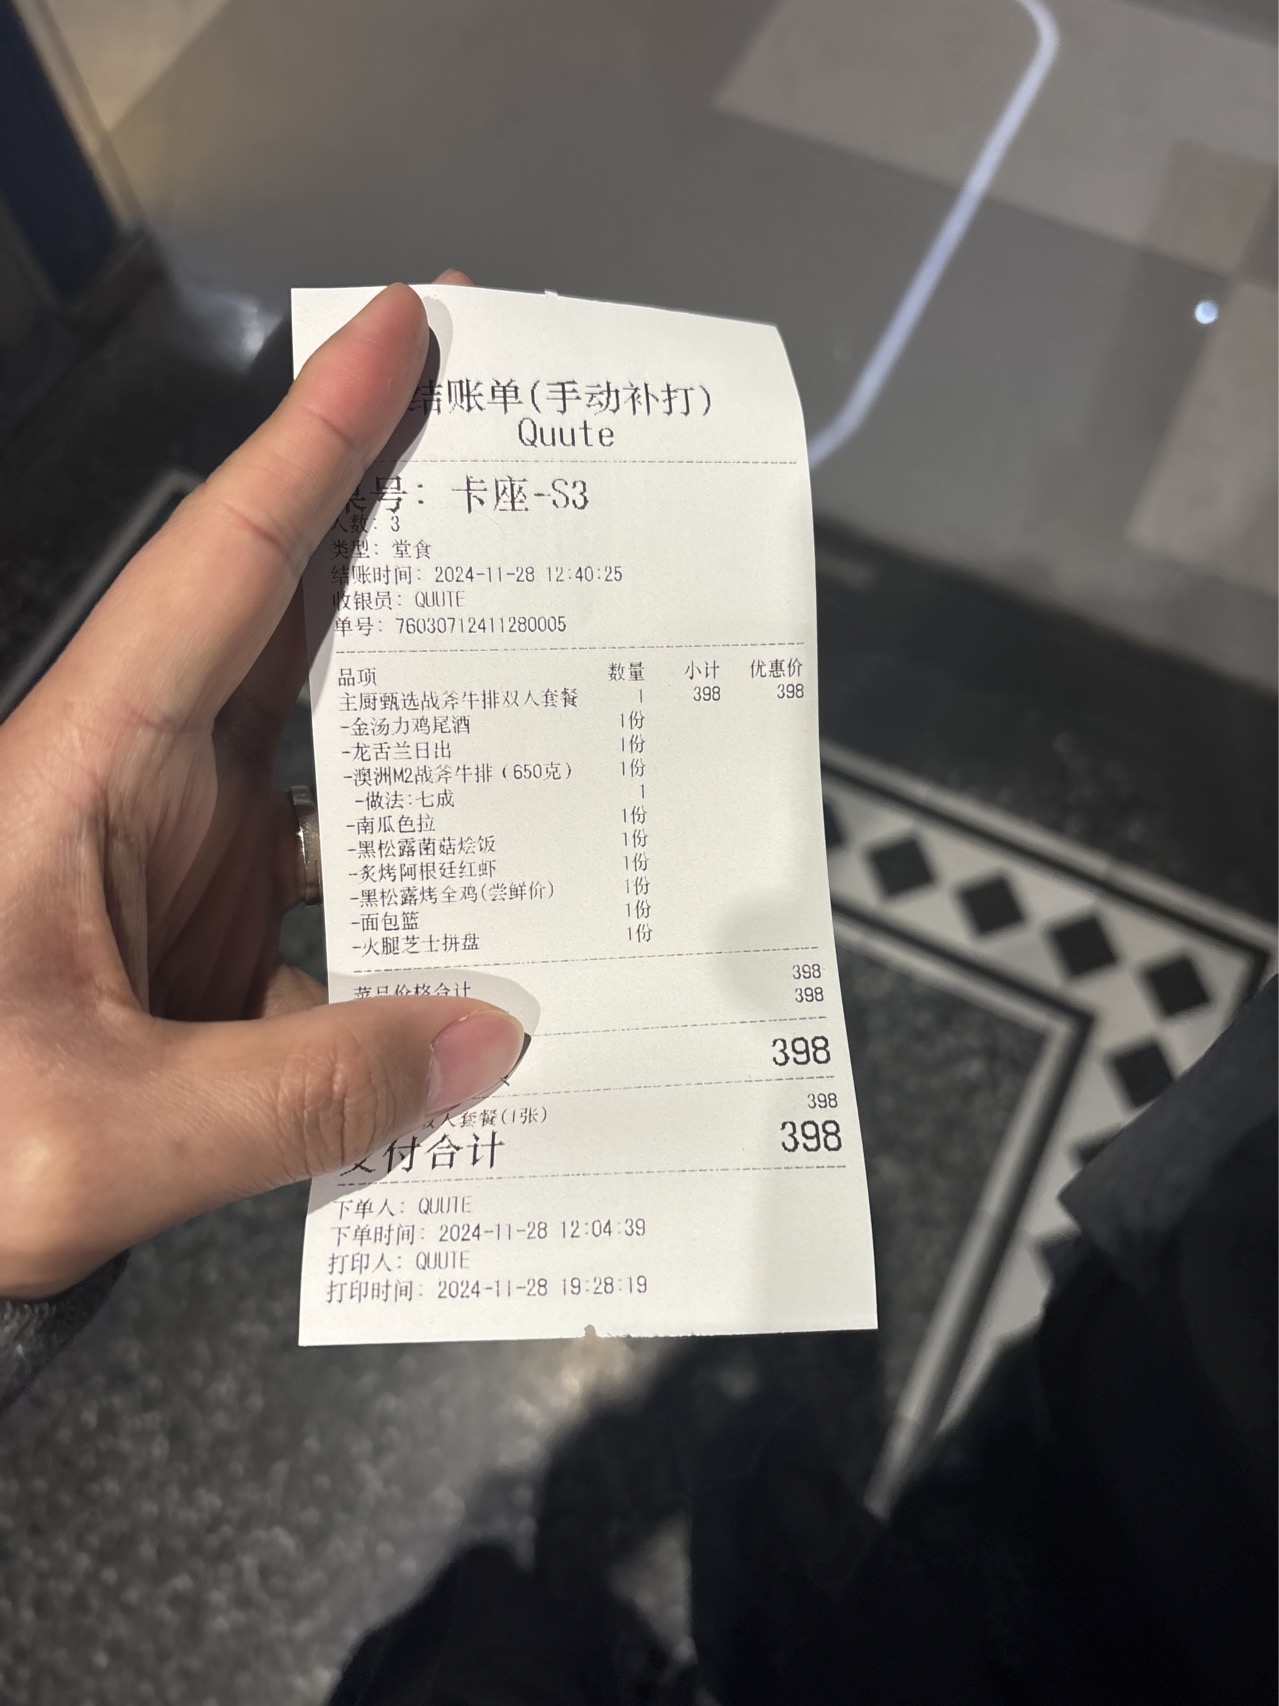 结账单(手动补打)
Quute
桌号: 卡座-S3
人数: 3
类型: 堂食
结账时间: 2024-11-28 12:40:25
收银员: QUUTE
单号: 76030712411280005
品项 数量 小计 优惠价
主厨甄选战斧牛排双人套餐 1 398 398
-金汤力鸡尾酒 1份
-龙舌兰日出 1份
-澳洲M2战斧牛排（650克） 1份
-做法:七成 1
-南瓜色拉 1份
-黑松露菌菇烩饭 1份
-炙烤阿根廷红虾 1份
-黑松露烤全鸡(尝鲜价) 1份
-面包篮 1份
-火腿芝士拼盘 1份
398
菜品价格合计 398
398
人套餐(1张) 398
支付合计 398
下单人: QUUTE
下单时间: 2024-11-28 12:04:39
打印人: QUUTE
打印时间: 2024-11-28 19:28:19